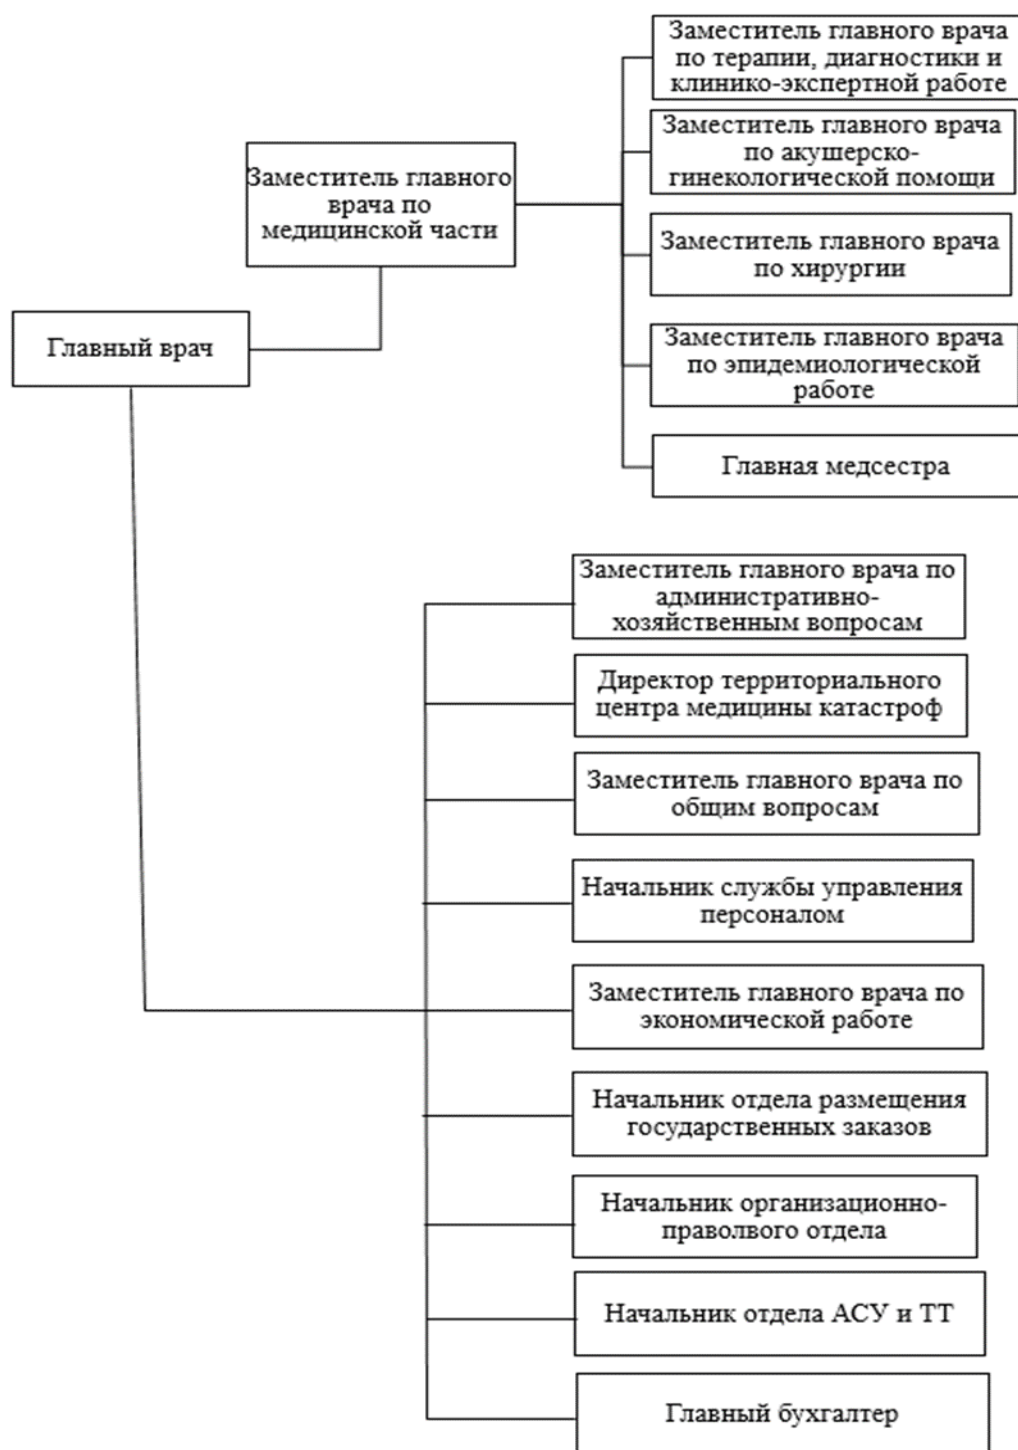 Заместитель главного врача
по терапии, диагностики и
клинико-экспертной работе
Заместитель главного врача
по акушерско-
гинекологической помощи
Заместитель главного
врача по
медицинской части
Заместитель главного врача
по хирургии
Главный врач
Заместитель главного врача
по эпидемиологической
работе
Главная медсестра
Заместитель главного врача по
административно-
хозяйственным вопросам
Директор территориального
центра медицины катастроф
Заместитель главного врача по
общим вопросам
Начальник службы управления
персоналом
Заместитель главного врача по
экономической работе
Начальник отдела размещения
государственных заказов
Начальник организационно-
праволвого отдела
Начальник отдела АСУ и ТТ
Главный бухгалтер